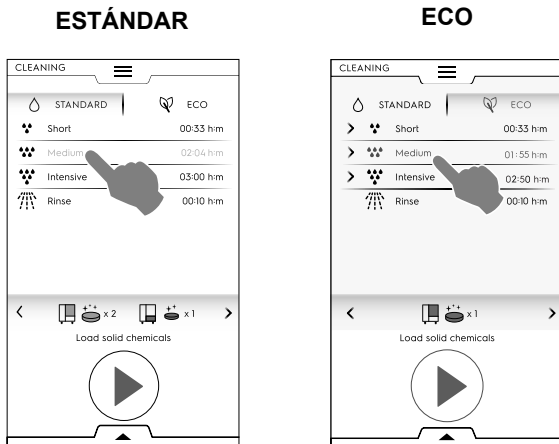 ESTÁNDAR
CLEANING
STANDARD ECO
Short 00:33 h:m
Medium 02:04 h:m
Intensive 03:00 h:m
Rinse 00:10 h:m
x 2 x 1
Load solid chemicals
ECO
CLEANING
STANDARD ECO
Short 00:33 h:m
Medium 01:55 h:m
Intensive 02:50 h:m
Rinse 00:10 h:m
x 1
Load solid chemicals